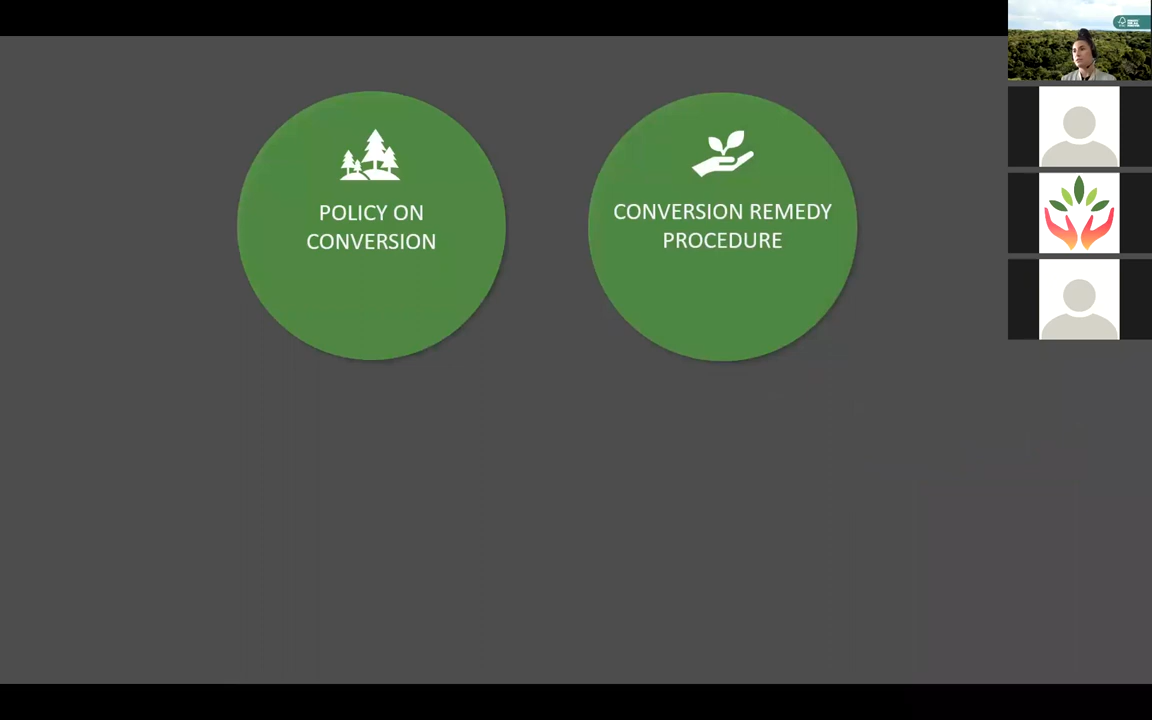 POLICY ON
CONVERSION
CONVERSION REMEDY
PROCEDURE